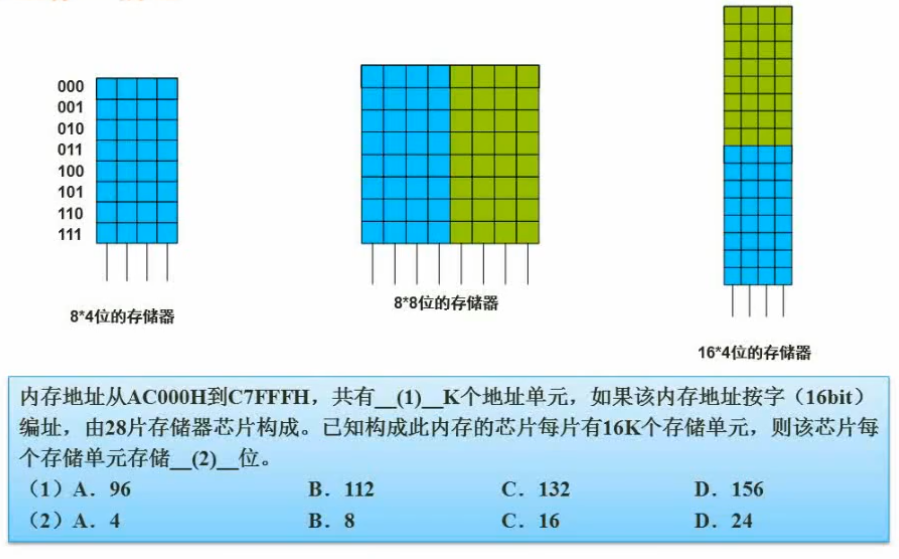 000
001
010
011
100
101
110
111
8*4位的存储器
8*8位的存储器
16*4位的存储器
内存地址从AC000H到C7FFFH，共有__(1)__K个地址单元，如果该内存地址按字（16bit）
编址，由28片存储器芯片构成。已知构成此内存的芯片每片有16K个存储单元，则该芯片每
个存储单元存储__(2)__位。
（1）A．96 B．112 C．132 D．156
（2）A．4 B．8 C．16 D．24